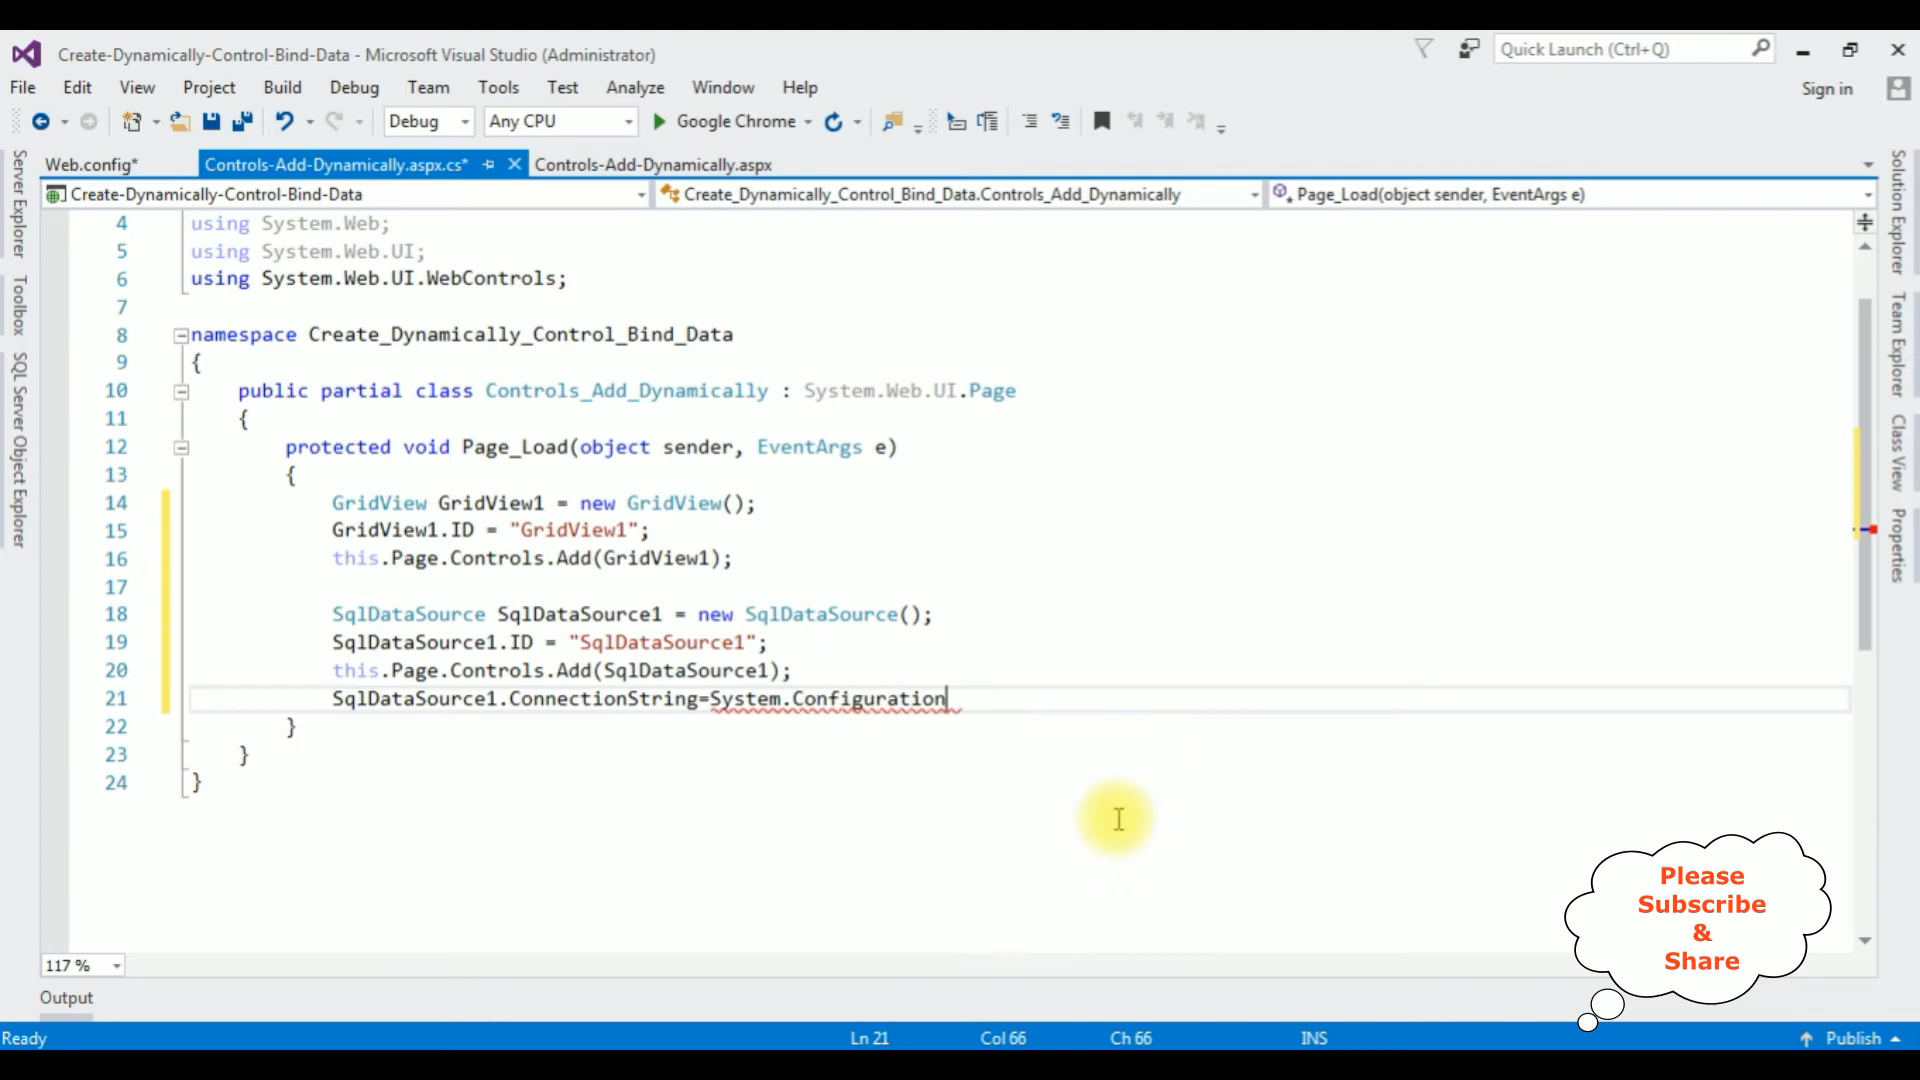 Create-Dynamically-Control-Bind-Data - Microsoft Visual Studio (Administrator)
Quick Launch (Ctrl+Q)
File Edit View Project Build Debug Team Tools Test Analyze Window Help
Sign in
Debug Any CPU Google Chrome
Web.config* Controls-Add-Dynamically.aspx.cs* Controls-Add-Dynamically.aspx
Create-Dynamically-Control-Bind-Data Create_Dynamically_Control_Bind_Data.Controls_Add_Dynamically Page_Load(object sender, EventArgs e)
Server Explorer
Toolbox
SQL Server Object Explorer
4 using System.Web;
5 using System.Web.UI;
6 using System.Web.UI.WebControls;
7
8 namespace Create_Dynamically_Control_Bind_Data
9 {
10 public partial class Controls_Add_Dynamically : System.Web.UI.Page
11 {
12 protected void Page_Load(object sender, EventArgs e)
13 {
14 GridView GridView1 = new GridView();
15 GridView1.ID = "GridView1";
16 this.Page.Controls.Add(GridView1);
17
18 SqlDataSource SqlDataSource1 = new SqlDataSource();
19 SqlDataSource1.ID = "SqlDataSource1";
20 this.Page.Controls.Add(SqlDataSource1);
21 SqlDataSource1.ConnectionString=System.Configuration
22 }
23 }
24 }
Solution Explorer
Team Explorer
Class View
Properties
Please
Subscribe
&
Share
117 %
Output
Ready Ln 21 Col 66 Ch 66 INS Publish